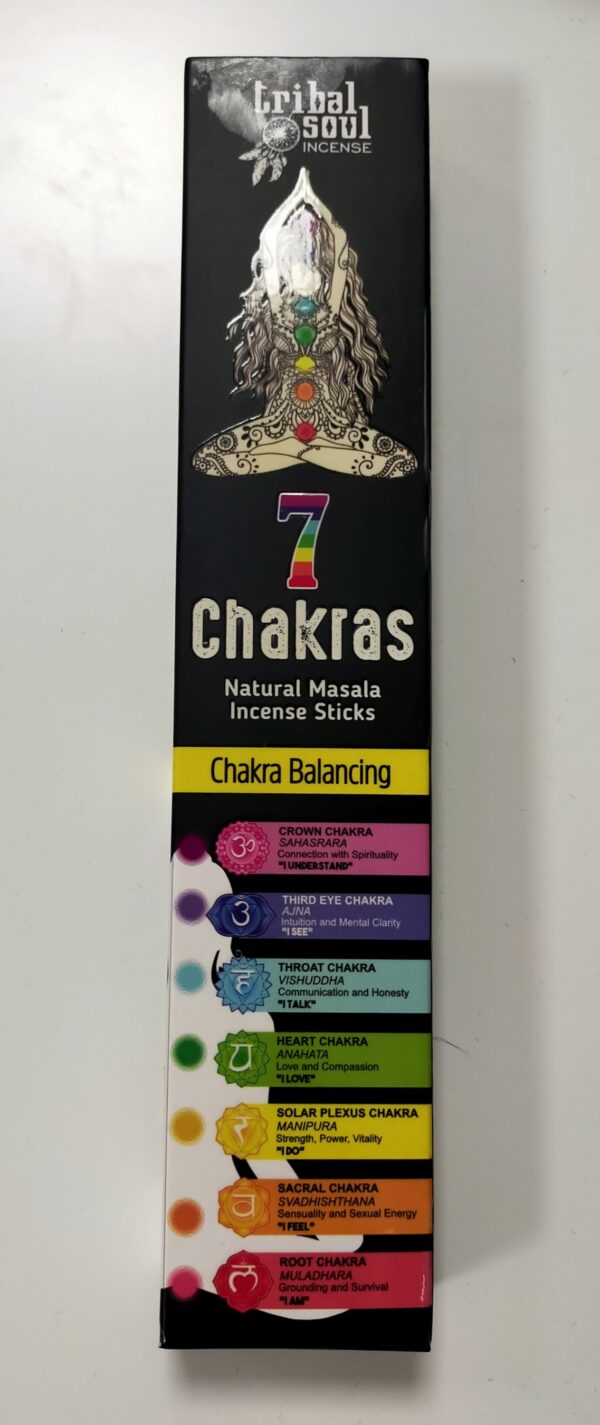 tribal
soul
INCENSE
7
Chakras
Natural Masala
Incense Sticks
Chakra Balancing
ॐ
CROWN CHAKRA
SAHASRARA
Connection with Spirituality
"I UNDERSTAND"
THIRD EYE CHAKRA
AJNA
Intuition and Mental Clarity
"I SEE"
हं
THROAT CHAKRA
VISHUDDHA
Communication and Honesty
"I TALK"
HEART CHAKRA
ANAHATA
Love and Compassion
"I LOVE"
SOLAR PLEXUS CHAKRA
MANIPURA
Strength, Power, Vitality
"I DO"
SACRAL CHAKRA
SVADHISHTHANA
Sensuality and Sexual Energy
"I FEEL"
ROOT CHAKRA
MULADHARA
Grounding and Survival
"I AM"